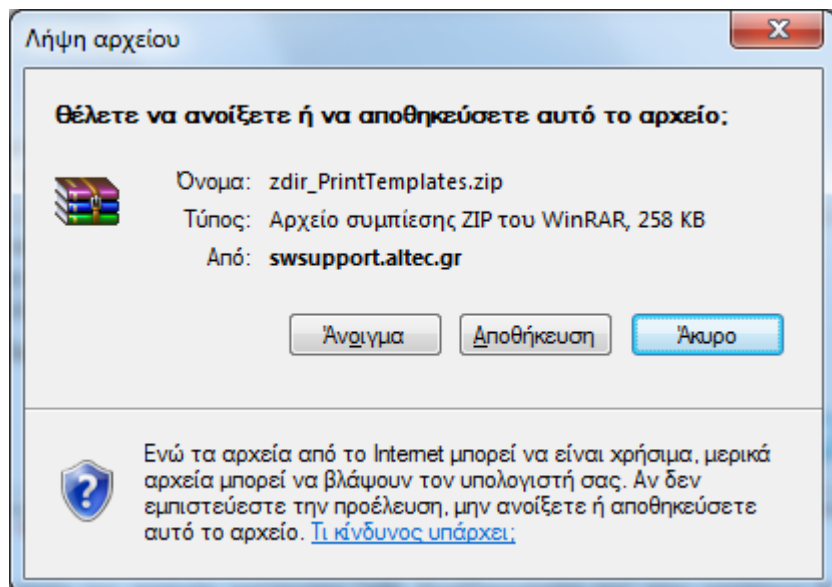 Λήψη αρχείου
Θέλετε να ανοίξετε ή να αποθηκεύσετε αυτό το αρχείο;
Όνομα: zdir_PrintTemplates.zip
Τύπος: Αρχείο συμπίεσης ZIP του WinRAR, 258 KB
Από: swsupport.altec.gr
Άνοιγμα Αποθήκευση Άκυρο
Ενώ τα αρχεία από το Internet μπορεί να είναι χρήσιμα, μερικά
αρχεία μπορεί να βλάψουν τον υπολογιστή σας. Αν δεν
εμπιστεύεστε την προέλευση, μην ανοίξετε ή αποθηκεύσετε
αυτό το αρχείο. Τι κίνδυνος υπάρχει;